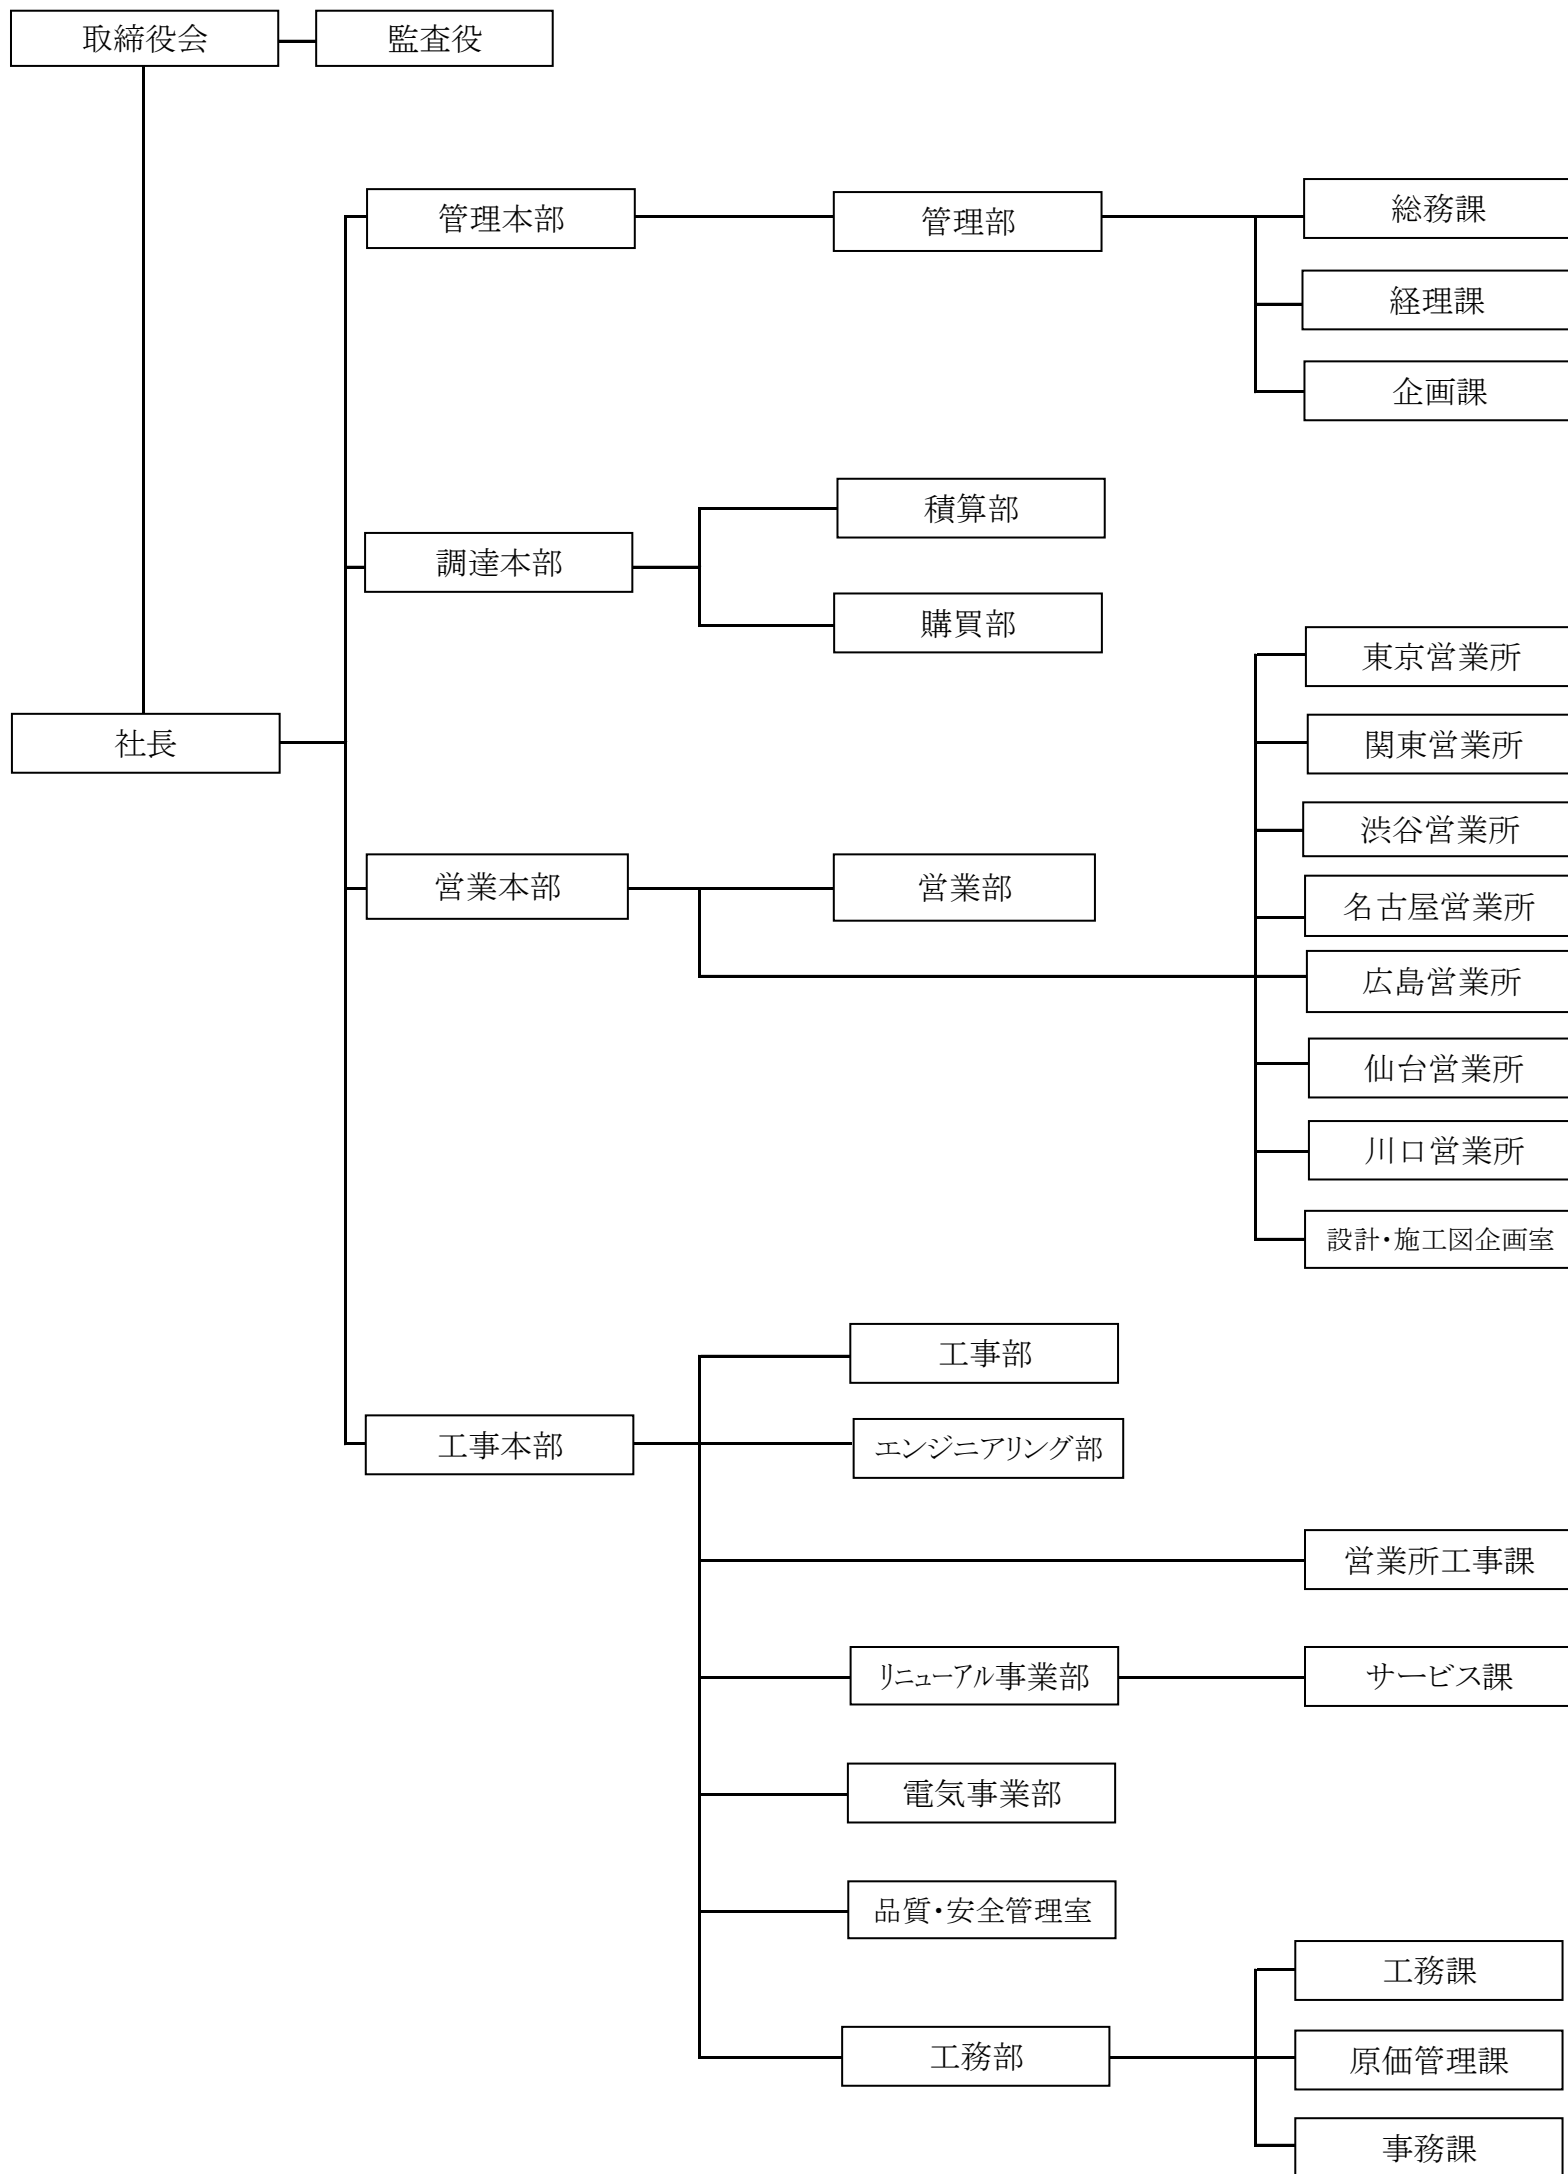 取締役会
監査役
社長
管理本部
管理部
総務課
経理課
企画課
調達本部
積算部
購買部
営業本部
営業部
東京営業所
関東営業所
渋谷営業所
名古屋営業所
広島営業所
仙台営業所
川口営業所
設計・施工図企画室
工事本部
工事部
エンジニアリング部
営業所工事課
リニューアル事業部
サービス課
電気事業部
品質・安全管理室
工務部
工務課
原価管理課
事務課